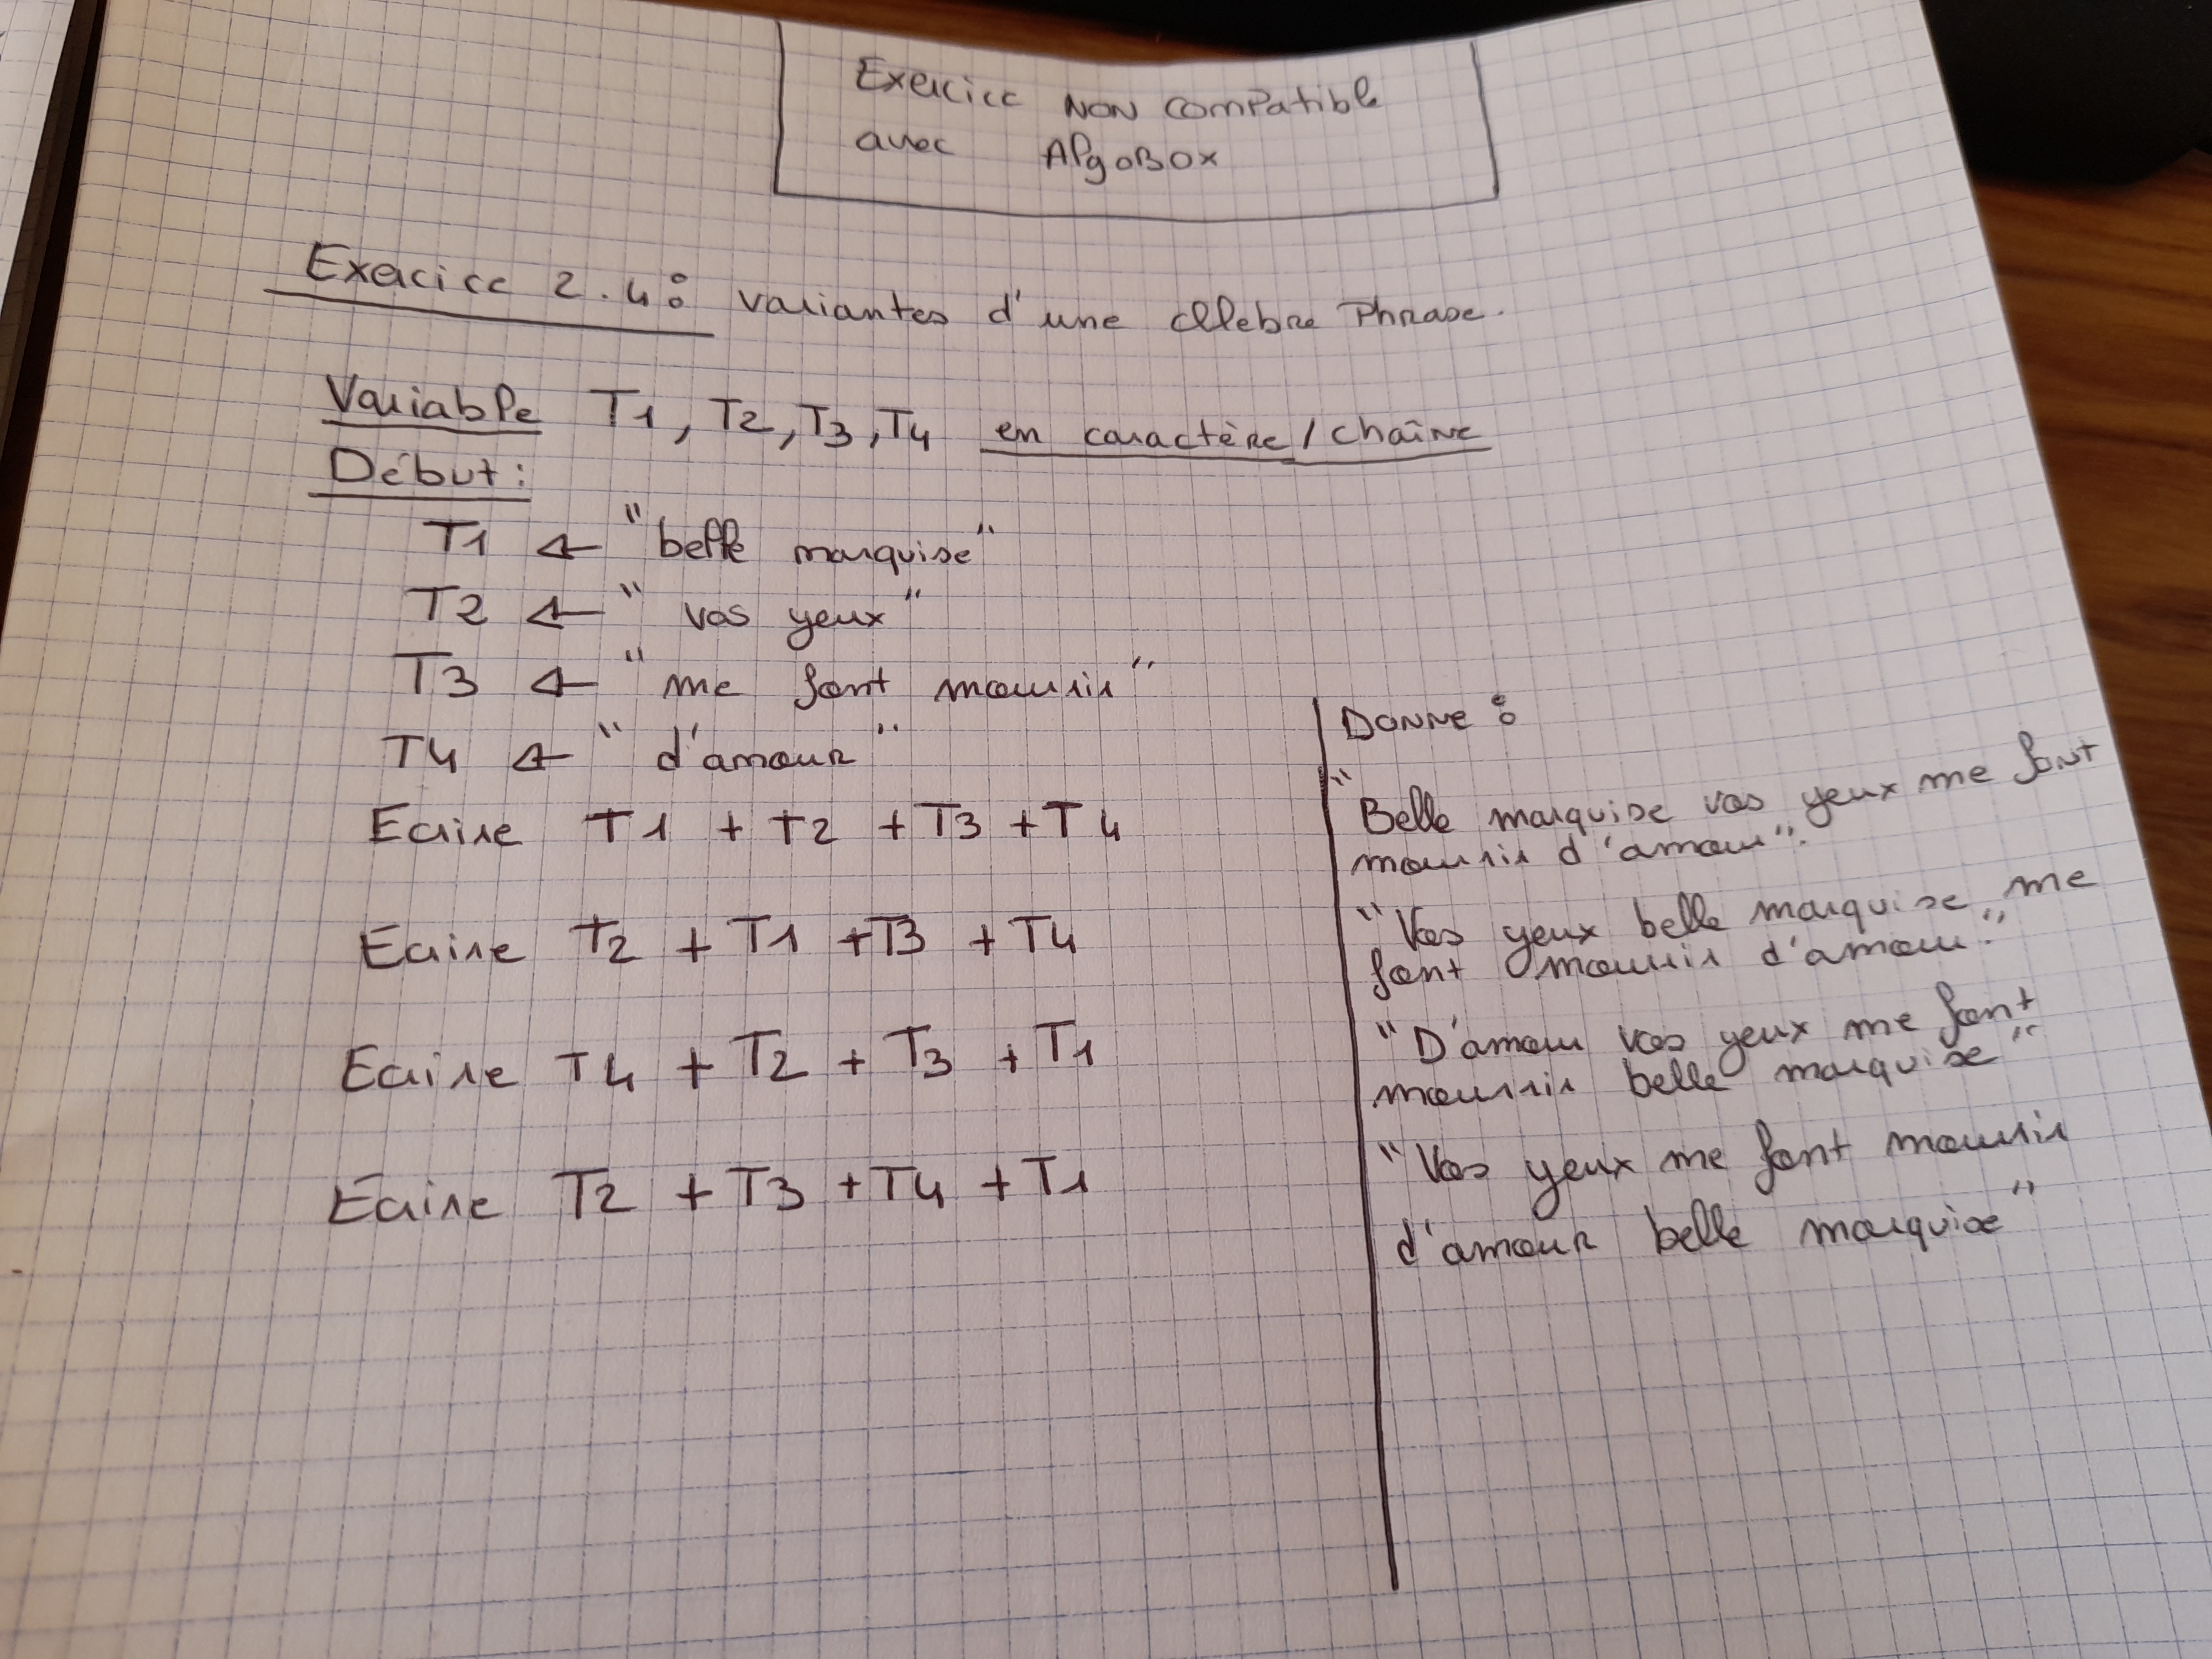 Exercice NON compatible
avec AlgoBox
Exercice 2.4: variantes d'une célèbre Phrase.
Variable T1, T2, T3, T4 en caractère / chaîne
Début:
T1 ← "belle marquise"
T2 ← "vos yeux"
T3 ← "me font mourir"
T4 ← "d'amour"
Ecrire T1 + T2 + T3 + T4
Ecrire T2 + T1 + T3 + T4
Ecrire T4 + T2 + T3 + T1
Ecrire T2 + T3 + T4 + T1
DONNE :
"Belle marquise vos yeux me font
mourir d'amour".
"Vos yeux belle marquise me
font mourir d'amour".
"D'amour vos yeux me font
mourir belle marquise"
"Vos yeux me font mourir
d'amour belle marquise"